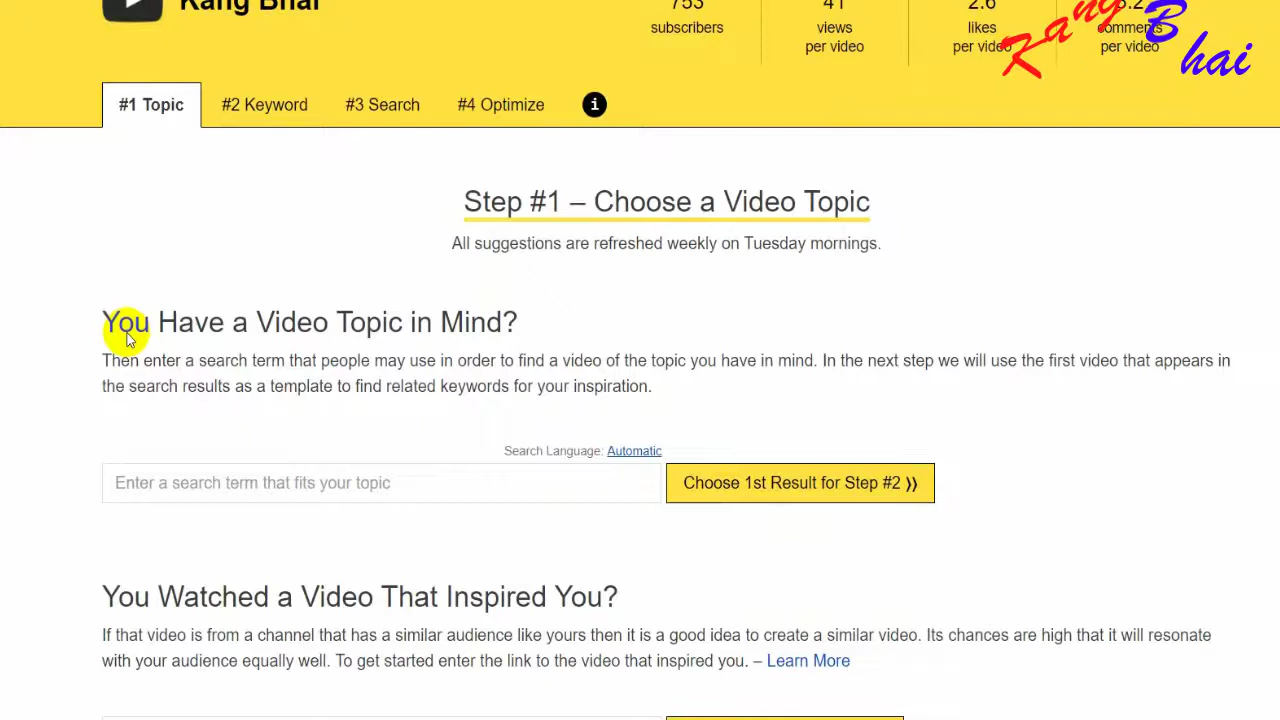 Kang Bhai
753
41
2.6
subscribers
views
per video
likes
per video
comments
per video
Kang Bhai
#1 Topic
#2 Keyword
#3 Search
#4 Optimize
i
Step #1 – Choose a Video Topic
All suggestions are refreshed weekly on Tuesday mornings.
You Have a Video Topic in Mind?
Then enter a search term that people may use in order to find a video of the topic you have in mind. In the next step we will use the first video that appears in
the search results as a template to find related keywords for your inspiration.
Search Language: Automatic
Enter a search term that fits your topic
Choose 1st Result for Step #2 ⟫
You Watched a Video That Inspired You?
If that video is from a channel that has a similar audience like yours then it is a good idea to create a similar video. Its chances are high that it will resonate
with your audience equally well. To get started enter the link to the video that inspired you. – Learn More